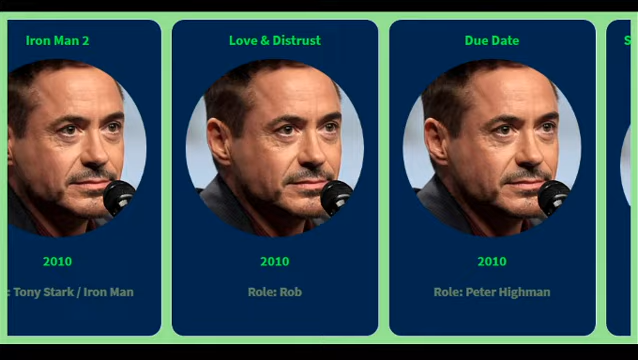 Iron Man 2
2010
: Tony Stark / Iron Man
Love & Distrust
2010
Role: Rob
Due Date
2010
Role: Peter Highman
S